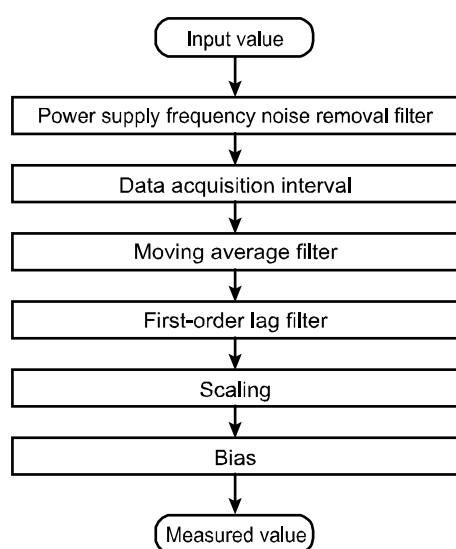 Input value
Power supply frequency noise removal filter
Data acquisition interval
Moving average filter
First-order lag filter
Scaling
Bias
Measured value